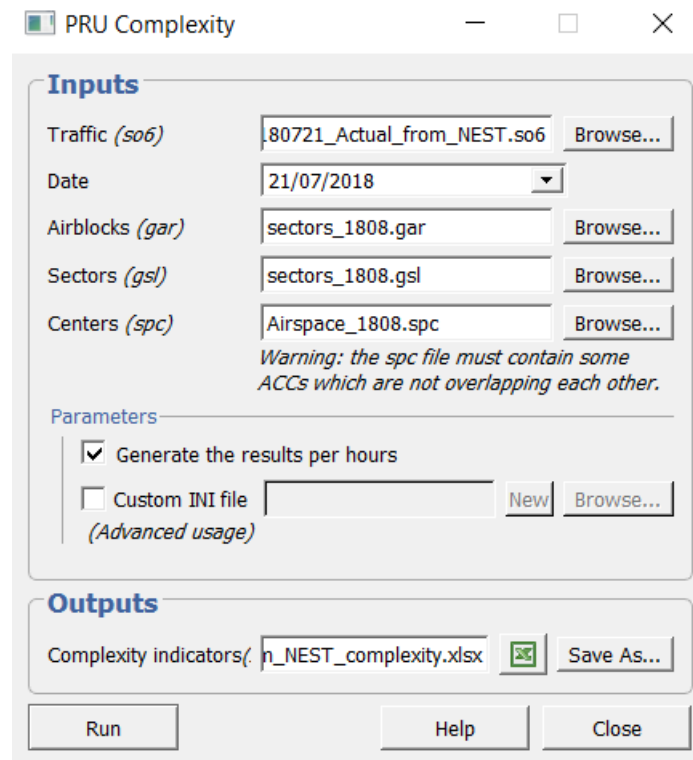 PRU Complexity
Inputs
Traffic (so6) .80721_Actual_from_NEST.so6 Browse...
Date 21/07/2018
Airblocks (gar) sectors_1808.gar Browse...
Sectors (gsl) sectors_1808.gsl Browse...
Centers (spc) Airspace_1808.spc Browse...
Warning: the spc file must contain some
ACCs which are not overlapping each other.
Parameters
Generate the results per hours
Custom INI file New Browse...
(Advanced usage)
Outputs
Complexity indicators(. n_NEST_complexity.xlsx Save As...
Run Help Close